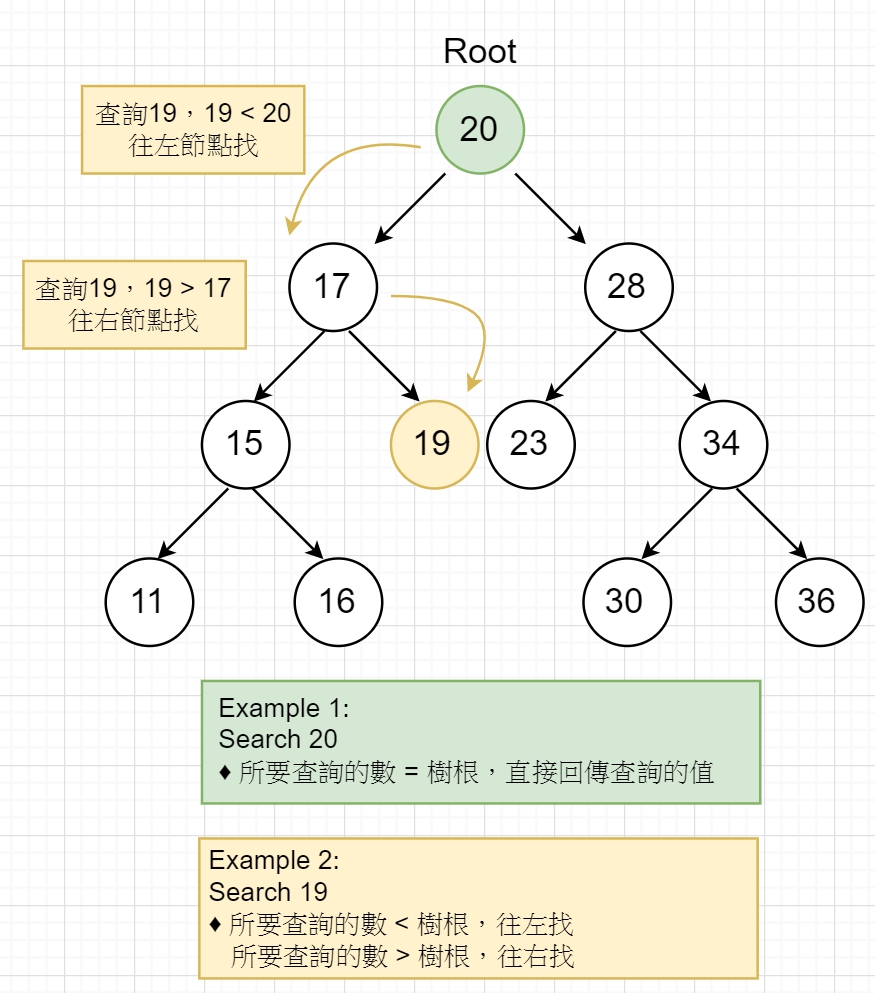 Root
20
查詢19，19 < 20
往左節點找
17
28
查詢19，19 > 17
往右節點找
15
19
23
34
11
16
30
36
Example 1:
Search 20
♦ 所要查詢的數 = 樹根，直接回傳查詢的值
Example 2:
Search 19
♦ 所要查詢的數 < 樹根，往左找
所要查詢的數 > 樹根，往右找